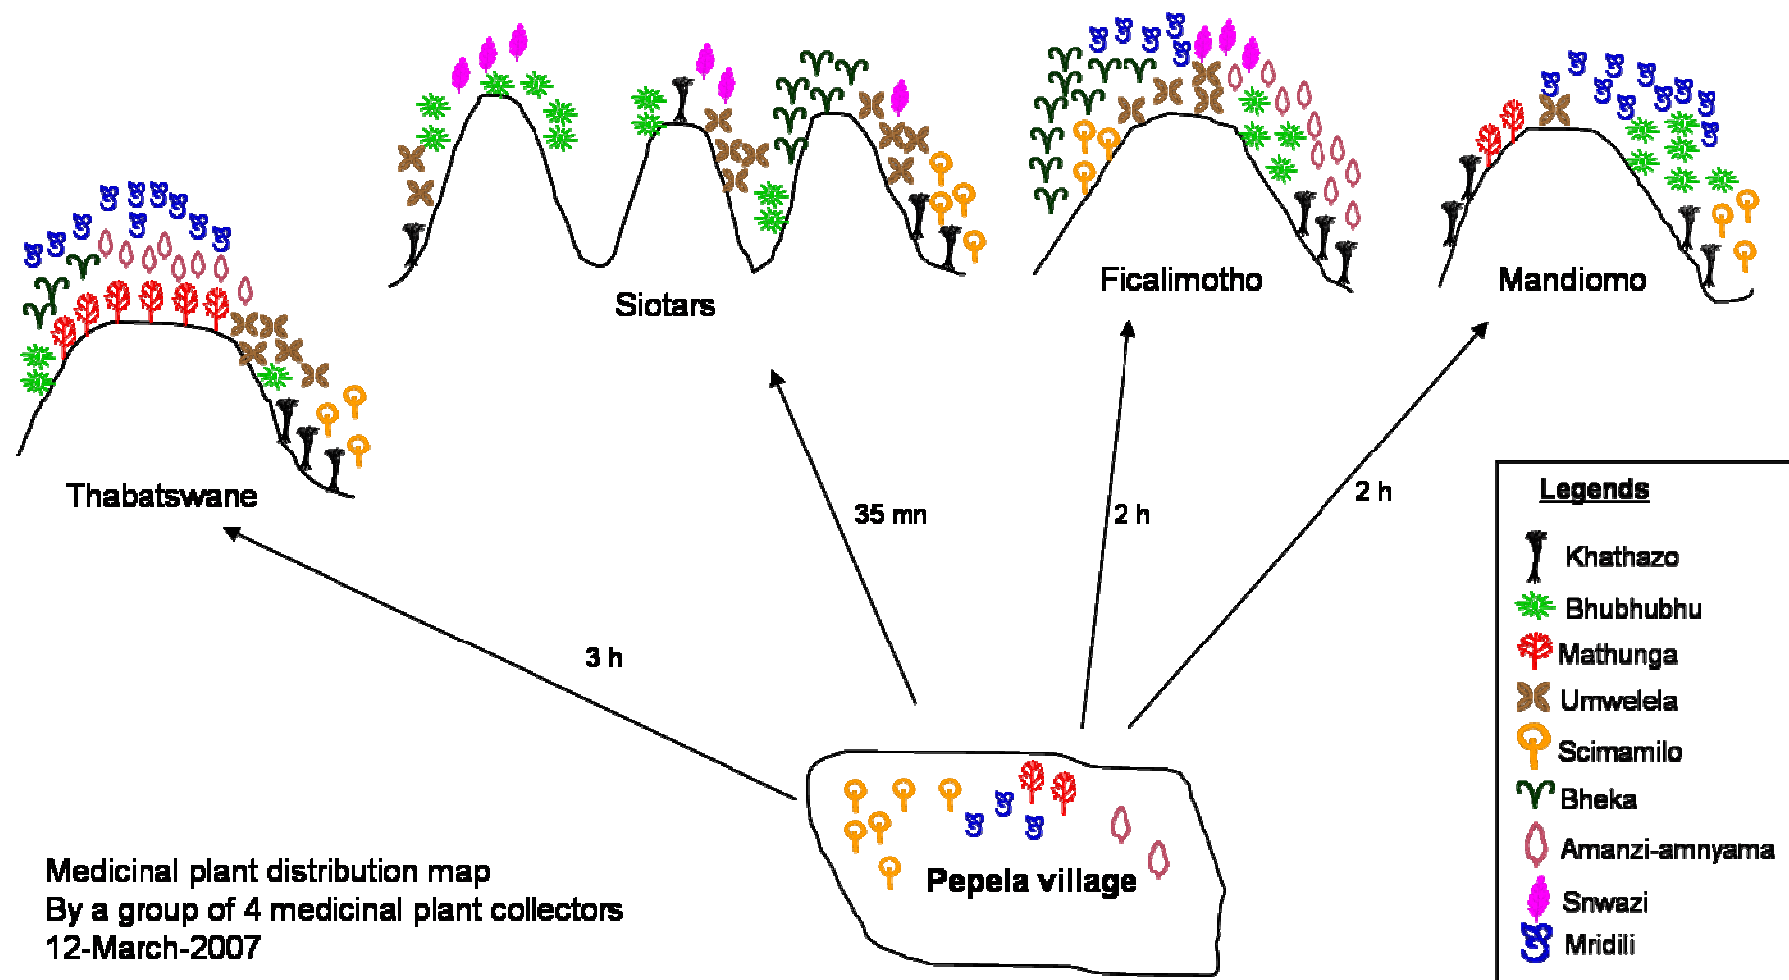 Siotars
Ficalimotho
Mandiomo
Thabatswane
3 h
35 mn
2 h
2 h
Legends
Khathazo
Bhubhubhu
Mathunga
Umwelela
Scimamilo
Bheka
Amanzi-amnyama
Snwazi
Mridili
Pepela village
Medicinal plant distribution map
By a group of 4 medicinal plant collectors
12-March-2007